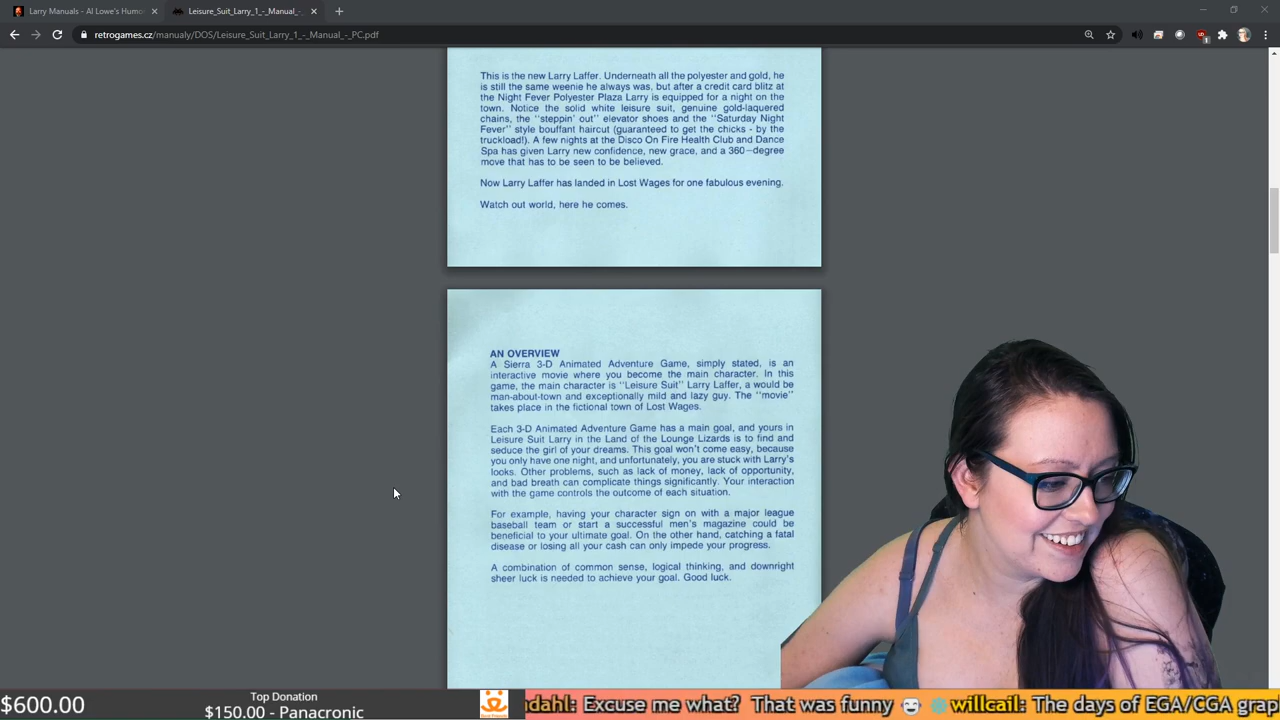 Larry Manuals - Al Lowe's Humo
Leisure_Suit_Larry_1_-_Manual_-_
retrogames.cz/manualy/DOS/Leisure_Suit_Larry_1_-_Manual_-_PC.pdf
This is the new Larry Laffer. Underneath all the polyester and gold, he
is still the same weenie he always was, but after a credit card blitz at
the Night Fever Polyester Plaza Larry is equipped for a night on the
town. Notice the solid white leisure suit, genuine gold-laquered
chains, the ''steppin' out'' elevator shoes and the ''Saturday Night
Fever'' style bouffant haircut (guaranteed to get the chicks - by the
truckload!). A few nights at the Disco On Fire Health Club and Dance
Spa has given Larry new confidence, new grace, and a 360–degree
move that has to be seen to be believed.
Now Larry Laffer has landed in Lost Wages for one fabulous evening.
Watch out world, here he comes.
AN OVERVIEW
A Sierra 3-D Animated Adventure Game, simply stated, is an
interactive movie where you become the main character. In this
game, the main character is ''Leisure Suit'' Larry Laffer, a would be
man-about-town and exceptionally mild and lazy guy. The ''movie''
takes place in the fictional town of Lost Wages.
Each 3-D Animated Adventure Game has a main goal, and yours in
Leisure Suit Larry in the Land of the Lounge Lizards is to find and
seduce the girl of your dreams. This goal won't come easy, because
you only have one night, and unfortunately, you are stuck with Larry's
looks. Other problems, such as lack of money, lack of opportunity,
and bad breath can complicate things significantly. Your interaction
with the game controls the outcome of each situation.
For example, having your character sign on with a major league
baseball team or start a successful men's magazine could be
beneficial to your ultimate goal. On the other hand, catching a fatal
disease or losing all your cash can only impede your progress.
A combination of common sense, logical thinking, and downright
sheer luck is needed to achieve your goal. Good luck.
$600.00
Top Donation
$150.00 - Panacronic
dahl: Excuse me what? That was funny willcail: The days of EGA/CGA grap